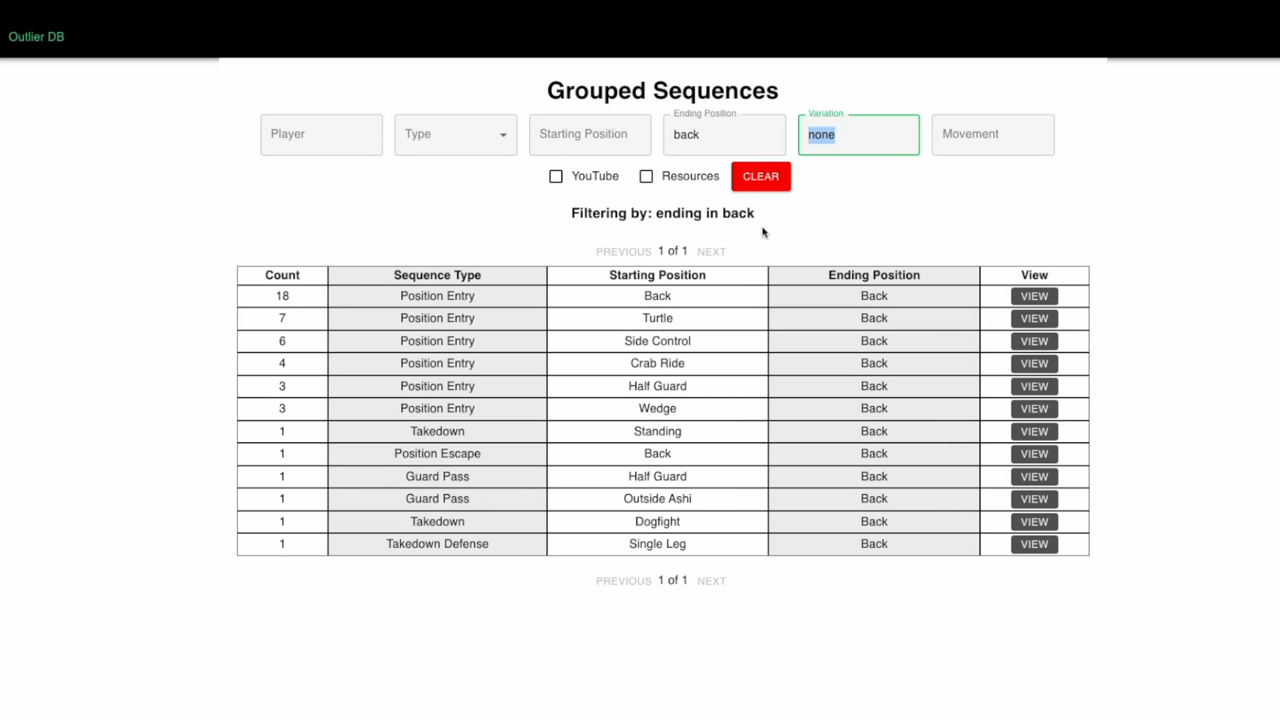 Outlier DB
Grouped Sequences
Player Type Starting Position Ending Position back Variation none Movement
YouTube Resources CLEAR
Filtering by: ending in back
PREVIOUS 1 of 1 NEXT
Count Sequence Type Starting Position Ending Position View
18 Position Entry Back Back VIEW
7 Position Entry Turtle Back VIEW
6 Position Entry Side Control Back VIEW
4 Position Entry Crab Ride Back VIEW
3 Position Entry Half Guard Back VIEW
3 Position Entry Wedge Back VIEW
1 Takedown Standing Back VIEW
1 Position Escape Back Back VIEW
1 Guard Pass Half Guard Back VIEW
1 Guard Pass Outside Ashi Back VIEW
1 Takedown Dogfight Back VIEW
1 Takedown Defense Single Leg Back VIEW
PREVIOUS 1 of 1 NEXT